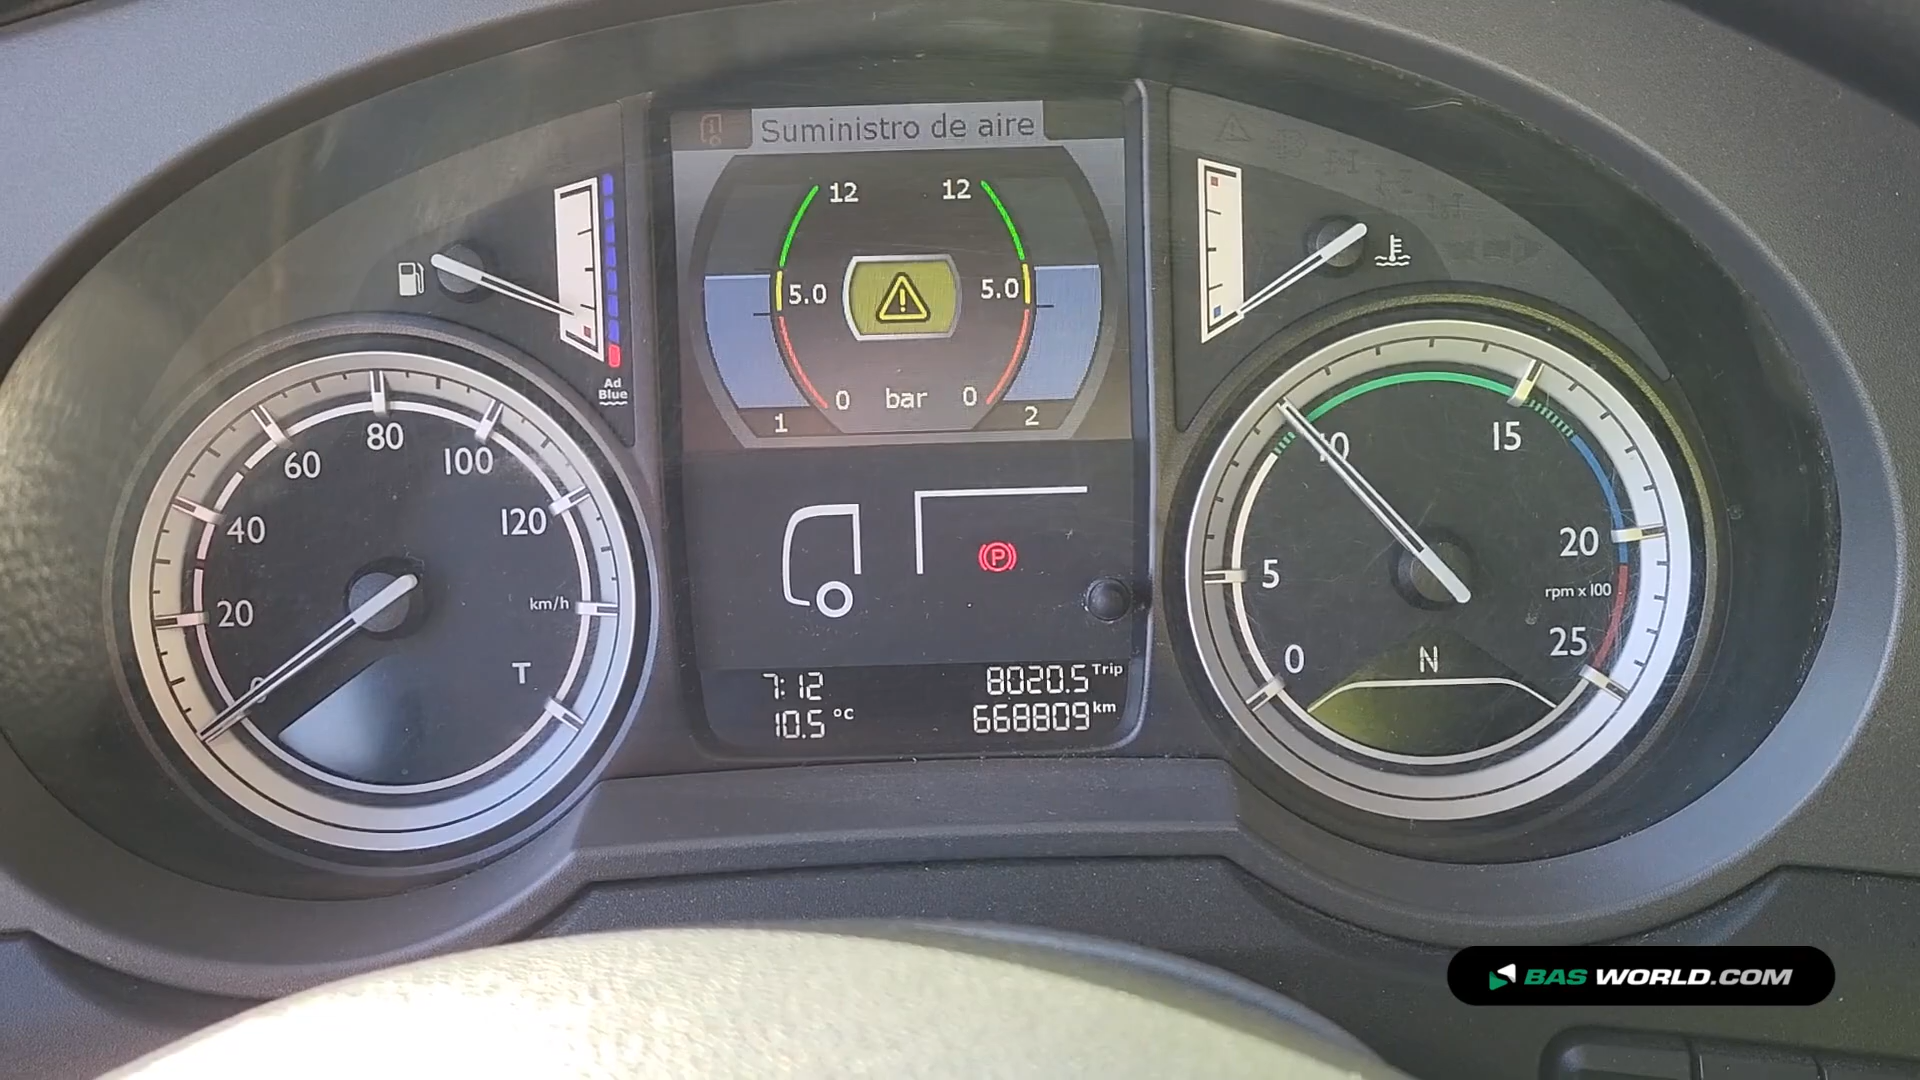 Suministro de aire
12 12
5.0 5.0
0 bar 0
1 2
Ad
Blue
0 20 40 60 80 100 120
km/h
T
0 5 10 15 20 25
rpm x 100
N
P
7:12
10.5 °C
8020.5 Trip
668809 km
BAS WORLD.COM